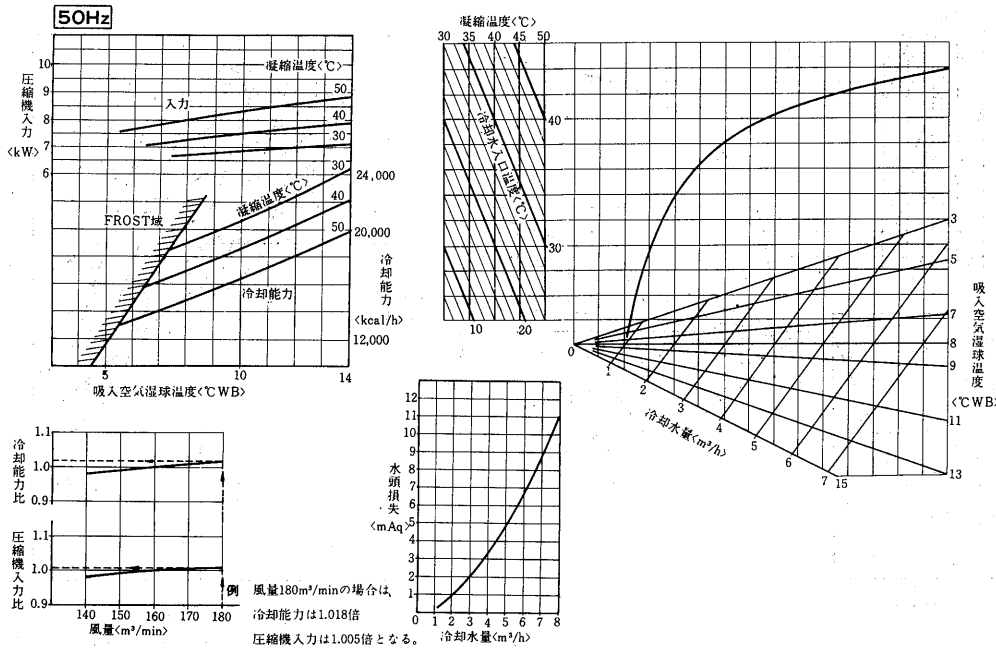 50Hz
凝縮温度<℃>
10
9
8
7
6
圧縮機入力
<kW>
入力
50
40
30
凝縮温度<℃>
30
40
50
FROST域
冷却能力
24,000
20,000
冷却能力
<kcal/h>
12,000
5
10
14
吸入空気湿球温度<℃WB>
凝縮温度<℃>
30 35 40 45 50
冷却水入口温度<℃>
40
30
10
20
0
1
2
3
4
5
6
7
冷却水量<m³/h>
3
5
7
8
9
11
13
15
吸入空気湿球温度
<℃WB>
冷却能力比
1.1
1.0
0.9
圧縮機入力比
1.1
1.0
0.9
140 150 160 170 180
風量<m³/min>
例 風量180m³/minの場合は、
冷却能力は1.018倍
圧縮機入力は1.005倍となる。
水頭損失
<mAq>
12
11
10
9
8
7
6
5
4
3
2
1
0 1 2 3 4 5 6 7 8
冷却水量<m³/h>